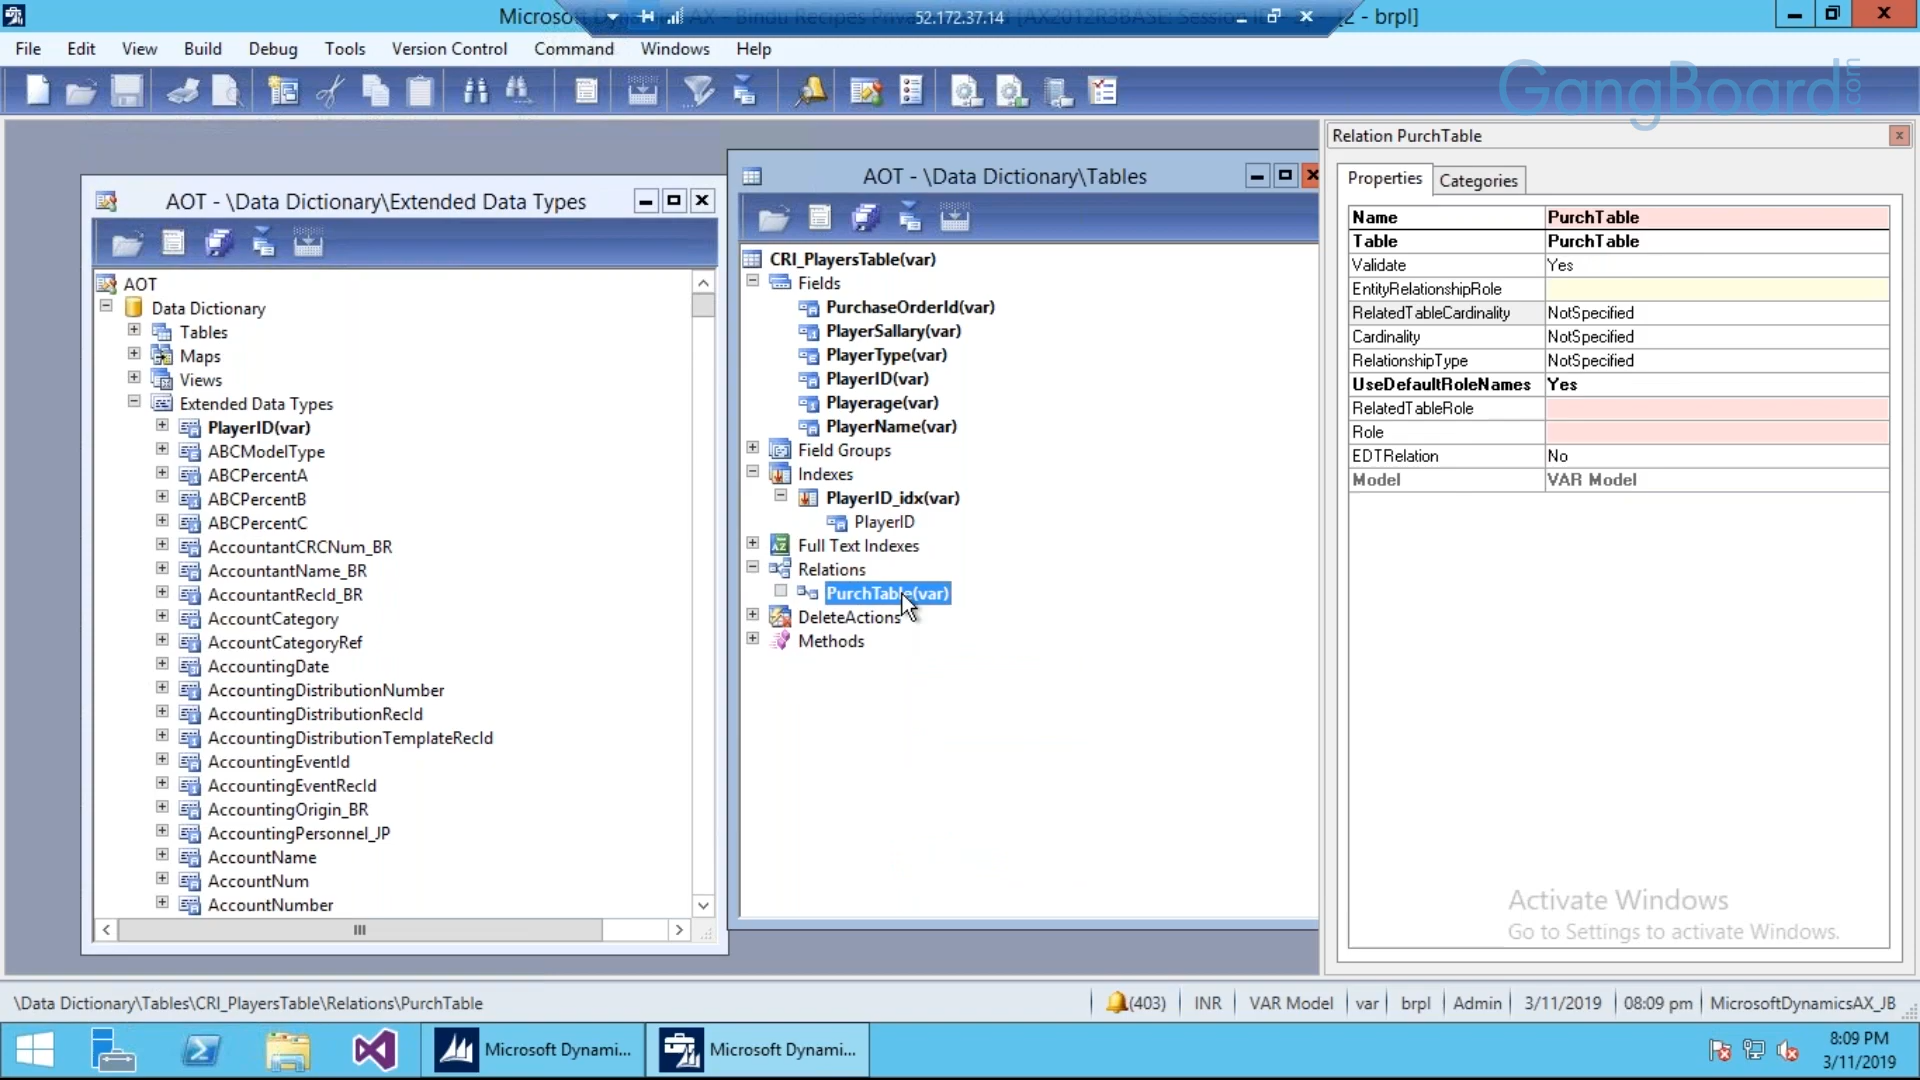 Microsoft Dynamics AX - Bindu Recipes Priva
52.172.37.14
[AX2012R3BASE: Session I
2 - brpl]
File Edit View Build Debug Tools Version Control Command Windows Help
GangBoard.com
AOT - \Data Dictionary\Extended Data Types
AOT
Data Dictionary
Tables
Maps
Views
Extended Data Types
PlayerID(var)
ABCModelType
ABCPercentA
ABCPercentB
ABCPercentC
AccountantCRCNum_BR
AccountantName_BR
AccountantRecId_BR
AccountCategory
AccountCategoryRef
AccountingDate
AccountingDistributionNumber
AccountingDistributionRecId
AccountingDistributionTemplateRecId
AccountingEventId
AccountingEventRecId
AccountingOrigin_BR
AccountingPersonnel_JP
AccountName
AccountNum
AccountNumber
AOT - \Data Dictionary\Tables
CRI_PlayersTable(var)
Fields
PurchaseOrderId(var)
PlayerSallary(var)
PlayerType(var)
PlayerID(var)
Playerage(var)
PlayerName(var)
Field Groups
Indexes
PlayerID_idx(var)
PlayerID
Full Text Indexes
Relations
PurchTable(var)
DeleteActions
Methods
Relation PurchTable
Properties Categories
Name PurchTable
Table PurchTable
Validate Yes
EntityRelationshipRole
RelatedTableCardinality NotSpecified
Cardinality NotSpecified
RelationshipType NotSpecified
UseDefaultRoleNames Yes
RelatedTableRole
Role
EDTRelation No
Model VAR Model
Activate Windows
Go to Settings to activate Windows.
\Data Dictionary\Tables\CRI_PlayersTable\Relations\PurchTable
(403) INR VAR Model var brpl Admin 3/11/2019 08:09 pm MicrosoftDynamicsAX_JB
Microsoft Dynami... Microsoft Dynami...
8:09 PM
3/11/2019